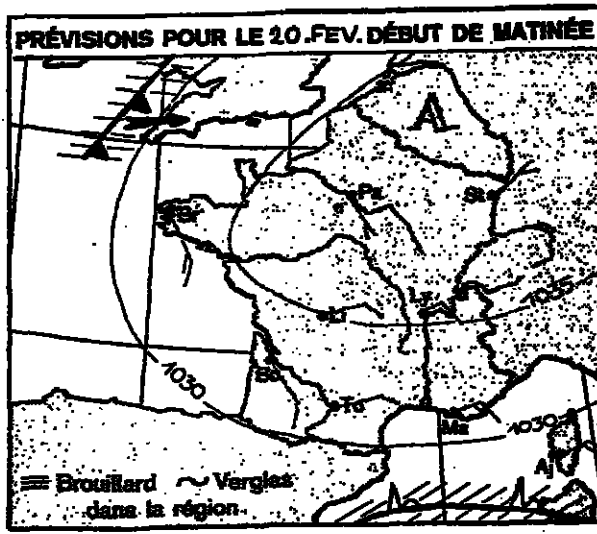 PRÉVISIONS POUR LE 20.FEV. DÉBUT DE MATINÉE
A
Pa
St
Br
1035
Li
Ly
1030
Bo
To
Ma
1030
Aj
Brouillard Verglas
dans la région